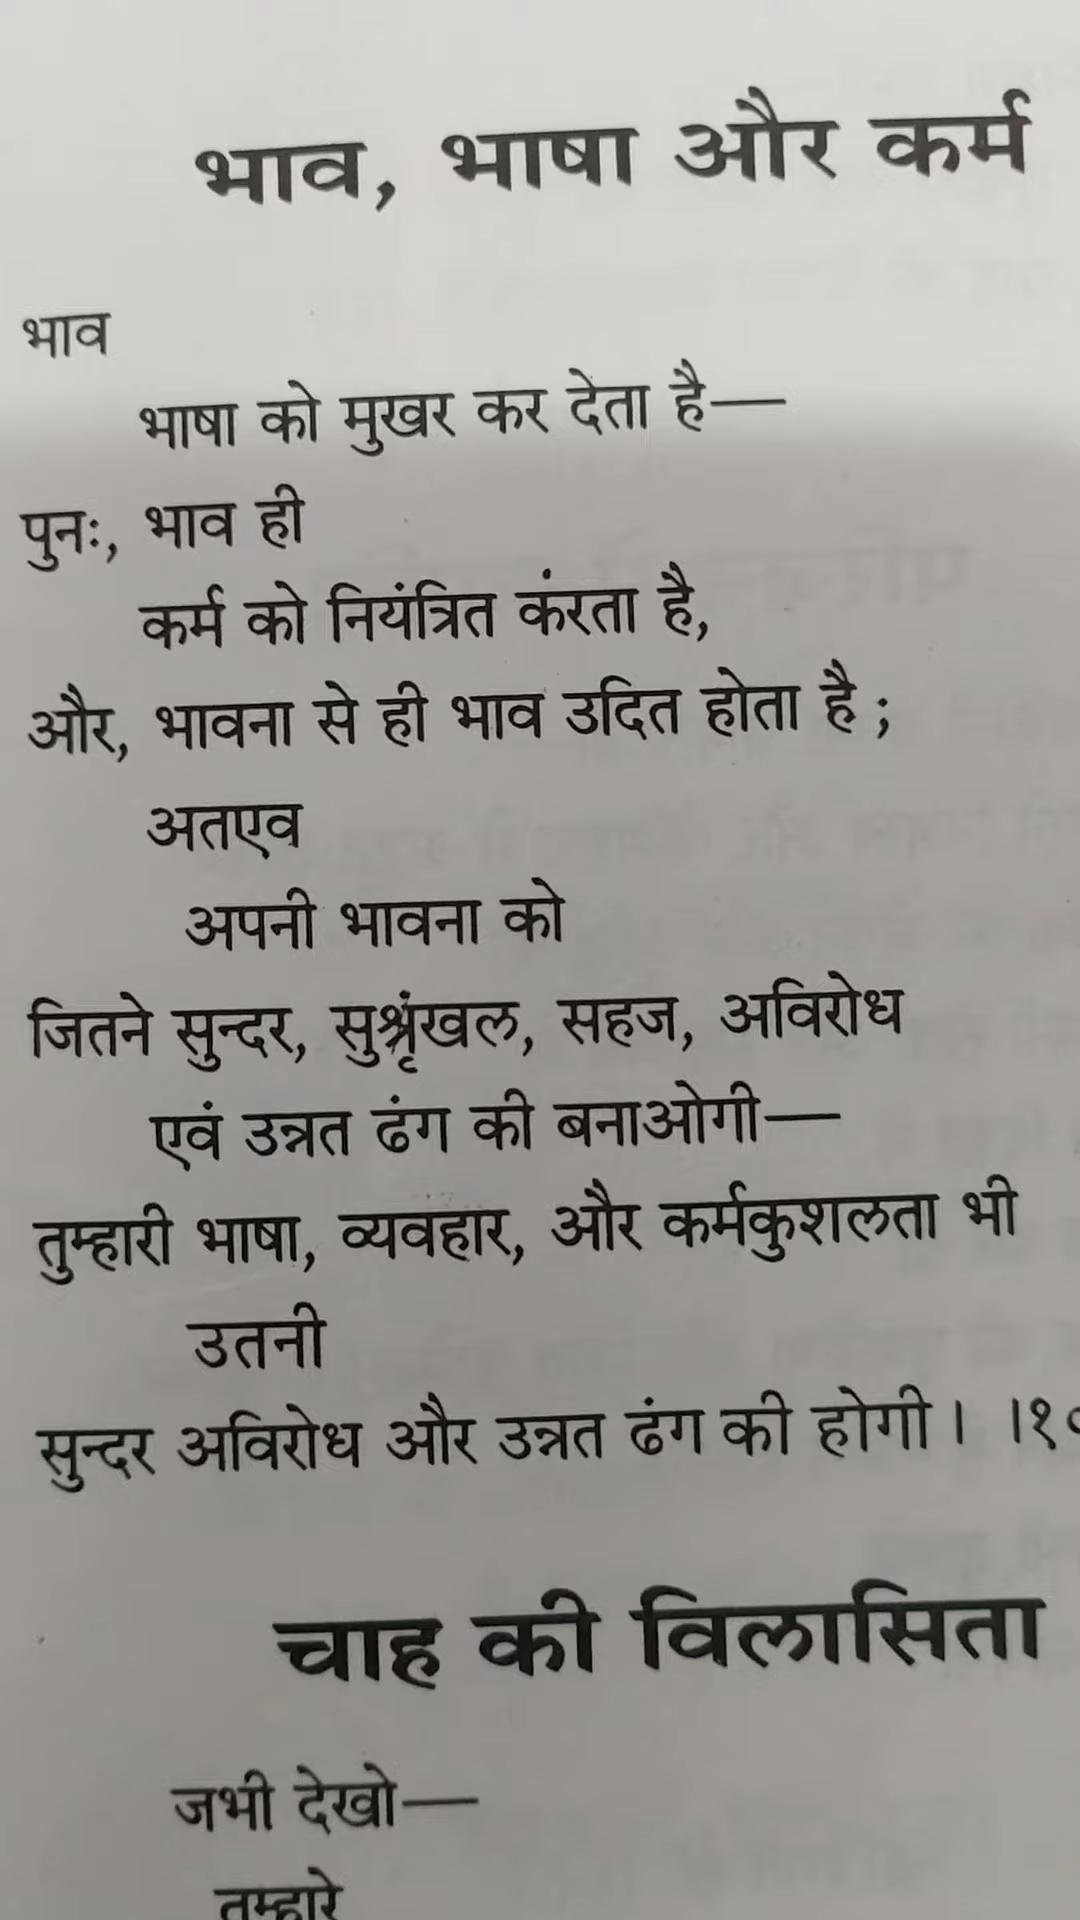 भाव, भाषा और कर्म
भाव
भाषा को मुखर कर देता है—
पुनः, भाव ही
कर्म को नियंत्रित करता है,
और, भावना से ही भाव उदित होता है ;
अतएव
अपनी भावना को
जितने सुन्दर, सुश्रृंखल, सहज, अविरोध
एवं उन्नत ढंग की बनाओगी—
तुम्हारी भाषा, व्यवहार, और कर्मकुशलता भी
उतनी
सुन्दर अविरोध और उन्नत ढंग की होगी। ।१०
चाह की विलासिता
जभी देखो—
तुम्हारे